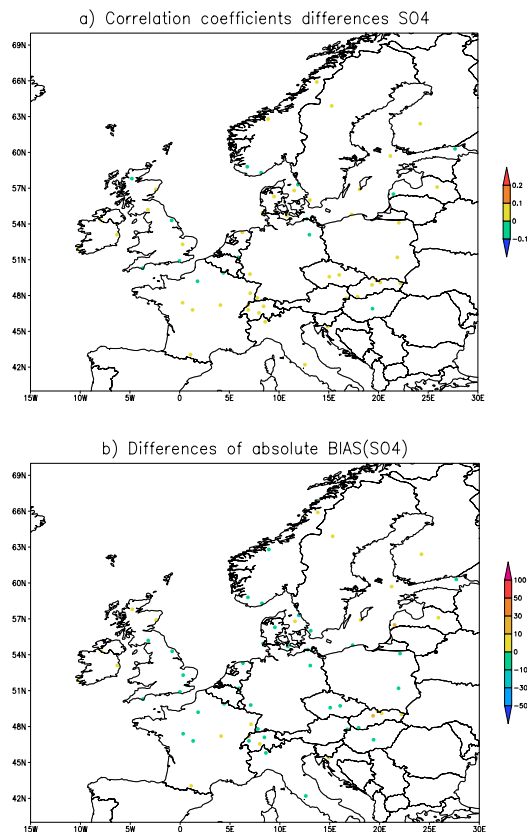 a) Correlation coefficients differences SO4
69N
66N
63N
60N
57N
54N
51N
48N
45N
42N
15W 10W 5W 0 5E 10E 15E 20E 25E 30E
0.2
0.1
0
-0.1
b) Differences of absolute BIAS(SO4)
69N
66N
63N
60N
57N
54N
51N
48N
45N
42N
15W 10W 5W 0 5E 10E 15E 20E 25E 30E
100
50
30
10
0
-10
-30
-50